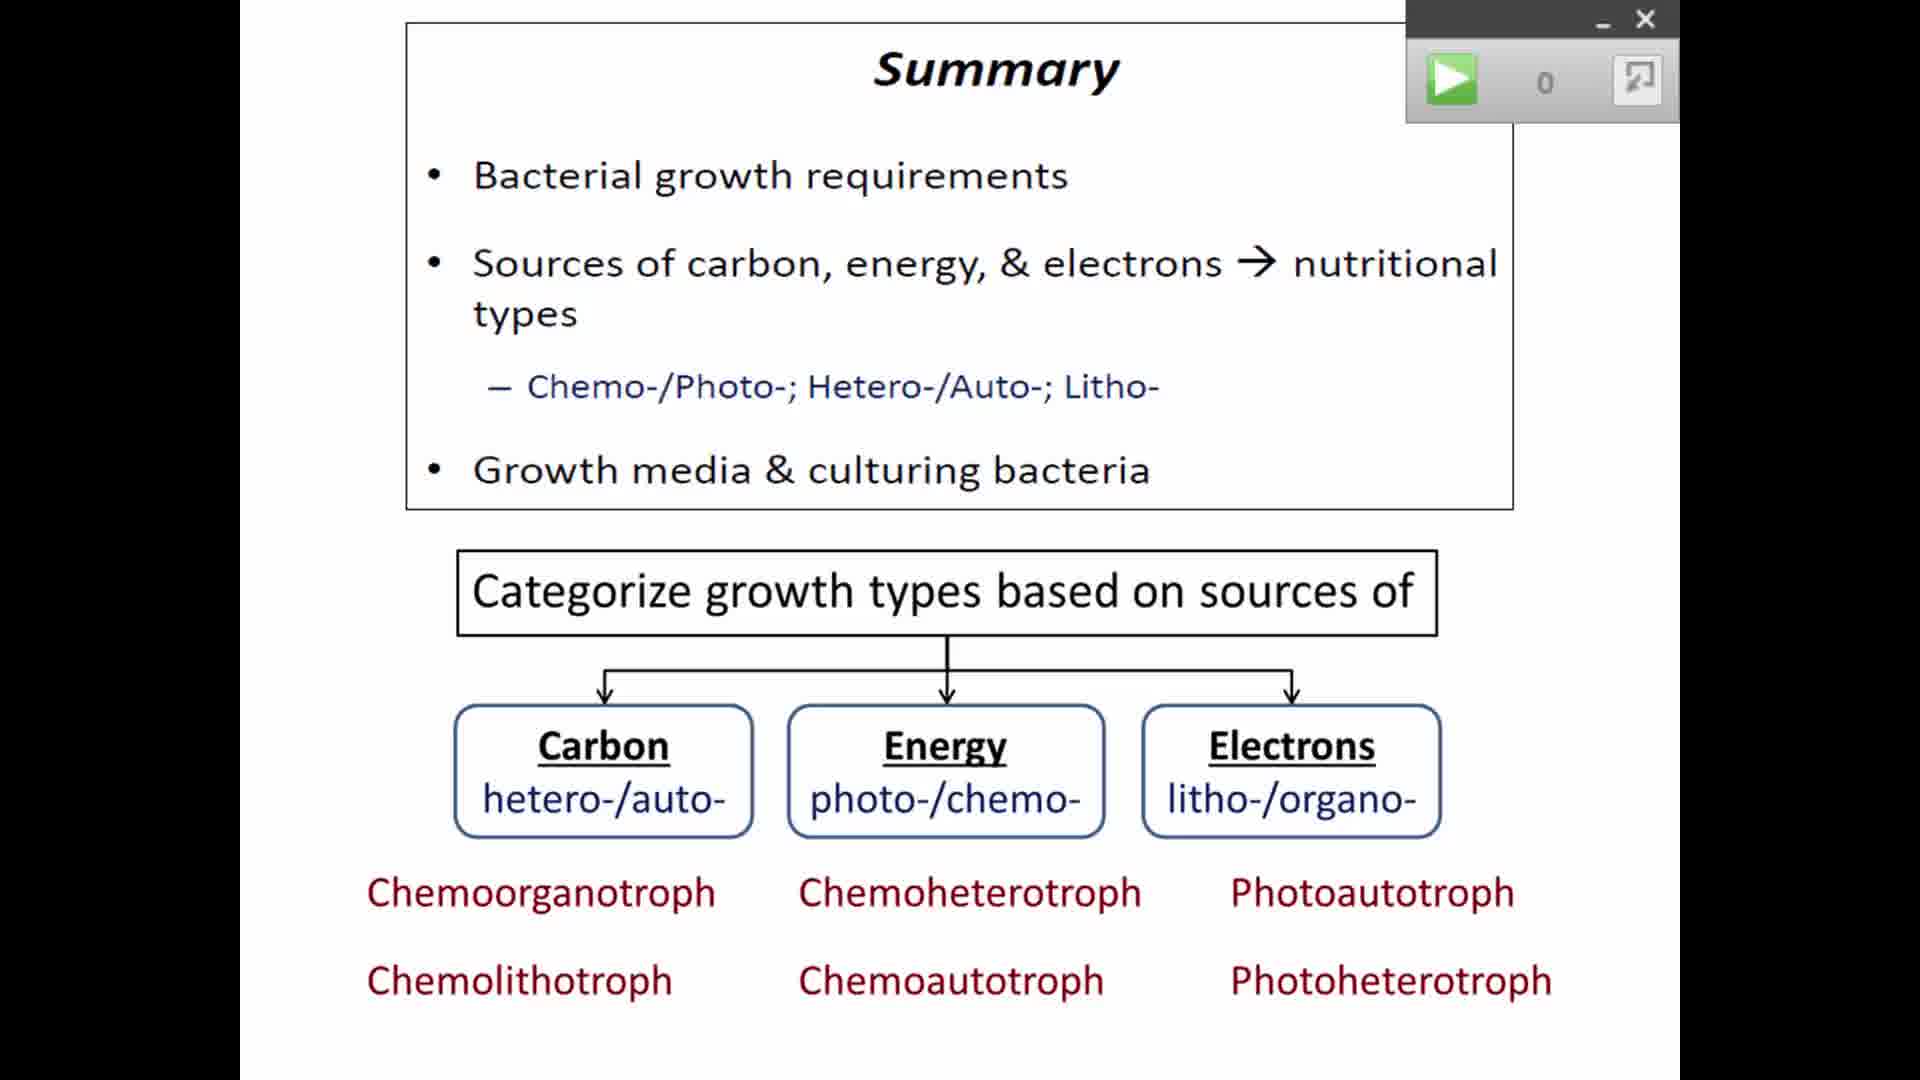 Summary
0
• Bacterial growth requirements
• Sources of carbon, energy, & electrons → nutritional
types
– Chemo-/Photo-; Hetero-/Auto-; Litho-
• Growth media & culturing bacteria
Categorize growth types based on sources of
Carbon
hetero-/auto-
Energy
photo-/chemo-
Electrons
litho-/organo-
Chemoorganotroph
Chemoheterotroph
Photoautotroph
Chemolithotroph
Chemoautotroph
Photoheterotroph